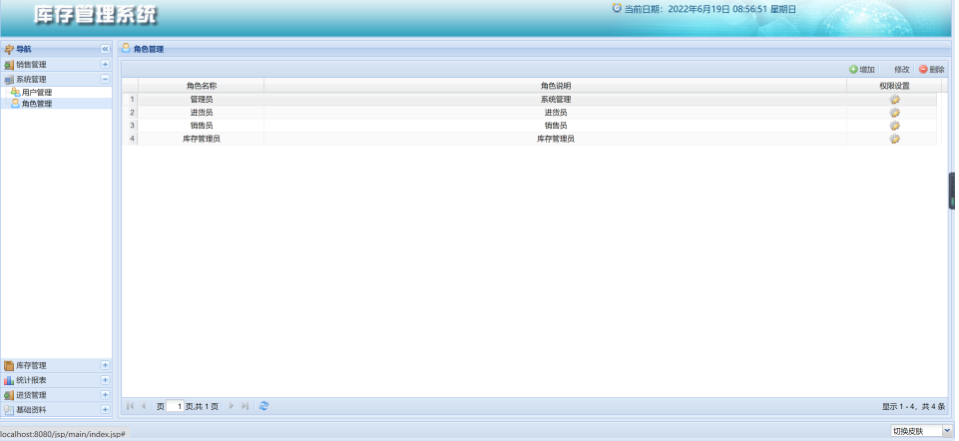 库存管理系统
当前日期：2022年6月19日 08:56:51 星期日
导航
角色管理
销售管理
系统管理
用户管理
角色管理
增加 修改 删除
角色名称 角色说明 权限设置
1 管理员 系统管理
2 进货员 进货员
3 销售员 销售员
4 库存管理员 库存管理员
库存管理
统计报表
进货管理
基础资料
页 1 页,共 1 页
显示 1 - 4，共 4 条
localhost:8080/jsp/main/index.jsp#
切换皮肤